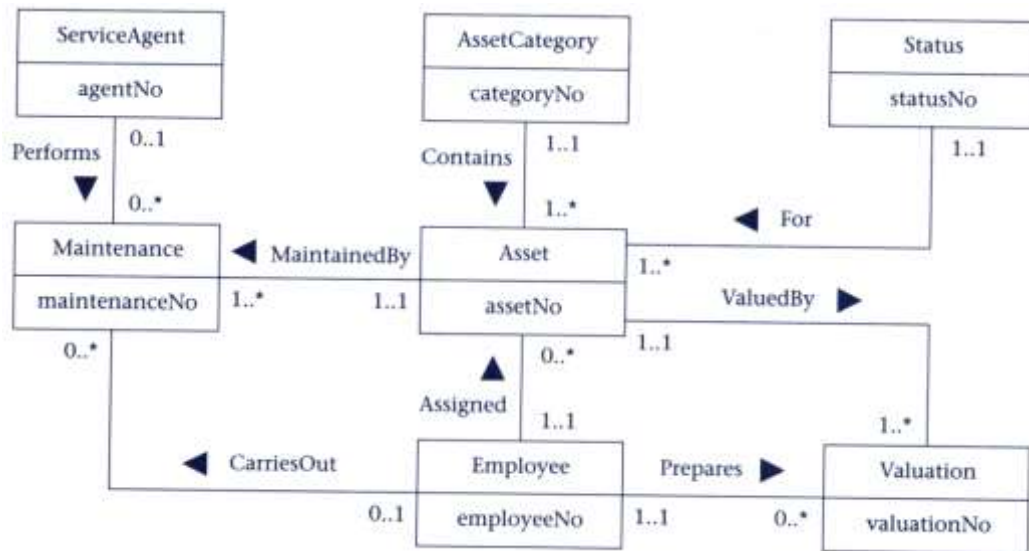 ServiceAgent
AssetCategory
Status
agentNo
categoryNo
statusNo
0..1
1..1
1..1
Performs
Contains
0..*
1..*
For
Maintenance
MaintainedBy
Asset
1..*
maintenanceNo
1..*
1..1
assetNo
ValuedBy
0..*
0..*
1..1
Assigned
1..1
1..*
CarriesOut
Employee
Prepares
Valuation
0..1
employeeNo
1..1
0..*
valuationNo